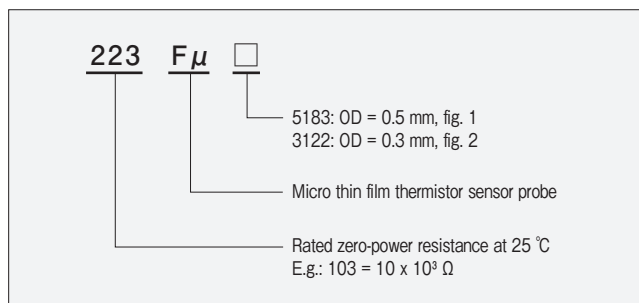 223 Fμ □
5183: OD = 0.5 mm, fig. 1
3122: OD = 0.3 mm, fig. 2
Micro thin film thermistor sensor probe
Rated zero-power resistance at 25 ℃
E.g.: 103 = 10 x 10³ Ω